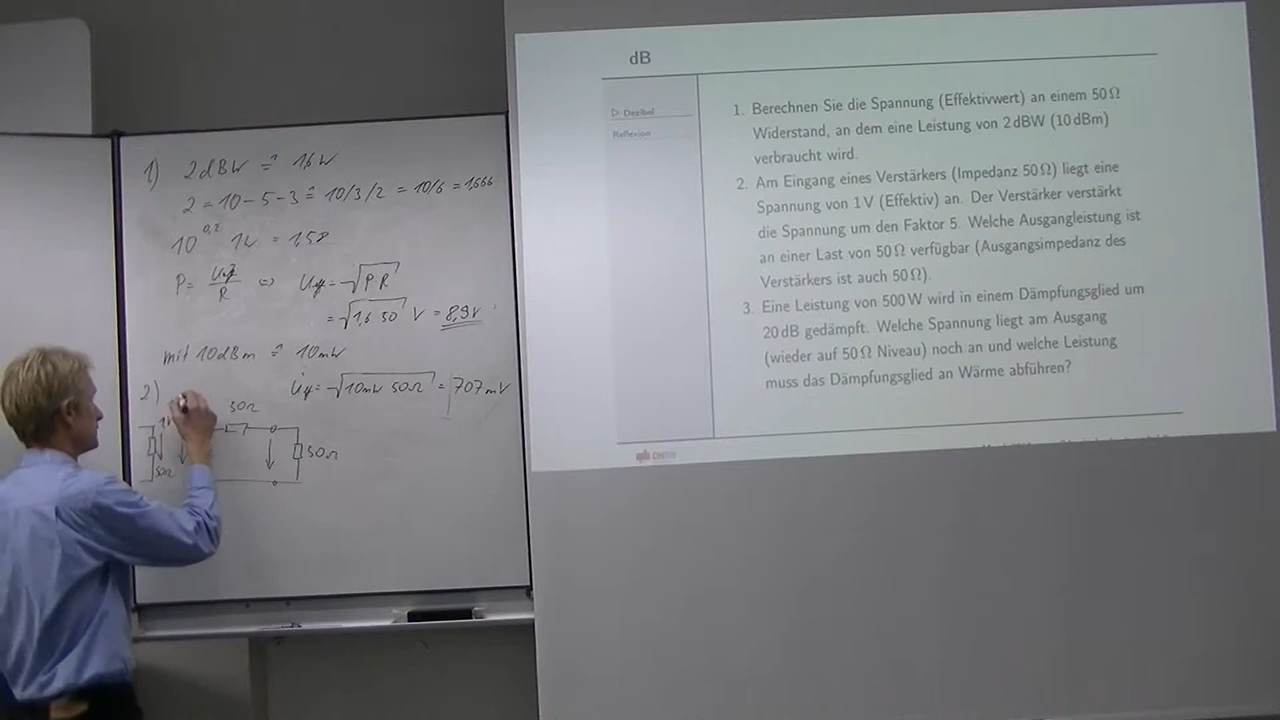 1) 2dBW ≙ 1,6W
2 = 10 - 5 - 3 ≙ 10/3/2 = 10/6 = 1,666
10^0,2 1W = 1,58
P = Ueff²/R <=> Ueff = √PR
= √1,6 50 V = 8,9V
mit 10dBm ≙ 10mW
Ueff = √10mW 50Ω = 707mV
2)
50Ω
50Ω
50Ω
dB
▷ Dezibel
Reflexion
1. Berechnen Sie die Spannung (Effektivwert) an einem 50 Ω
Widerstand, an dem eine Leistung von 2 dBW (10 dBm)
verbraucht wird.
2. Am Eingang eines Verstärkers (Impedanz 50 Ω) liegt eine
Spannung von 1 V (Effektiv) an. Der Verstärker verstärkt
die Spannung um den Faktor 5. Welche Ausgangleistung ist
an einer Last von 50 Ω verfügbar (Ausgangsimpedanz des
Verstärkers ist auch 50 Ω).
3. Eine Leistung von 500 W wird in einem Dämpfungsglied um
20 dB gedämpft. Welche Spannung liegt am Ausgang
(wieder auf 50 Ω Niveau) noch an und welche Leistung
muss das Dämpfungsglied an Wärme abführen?